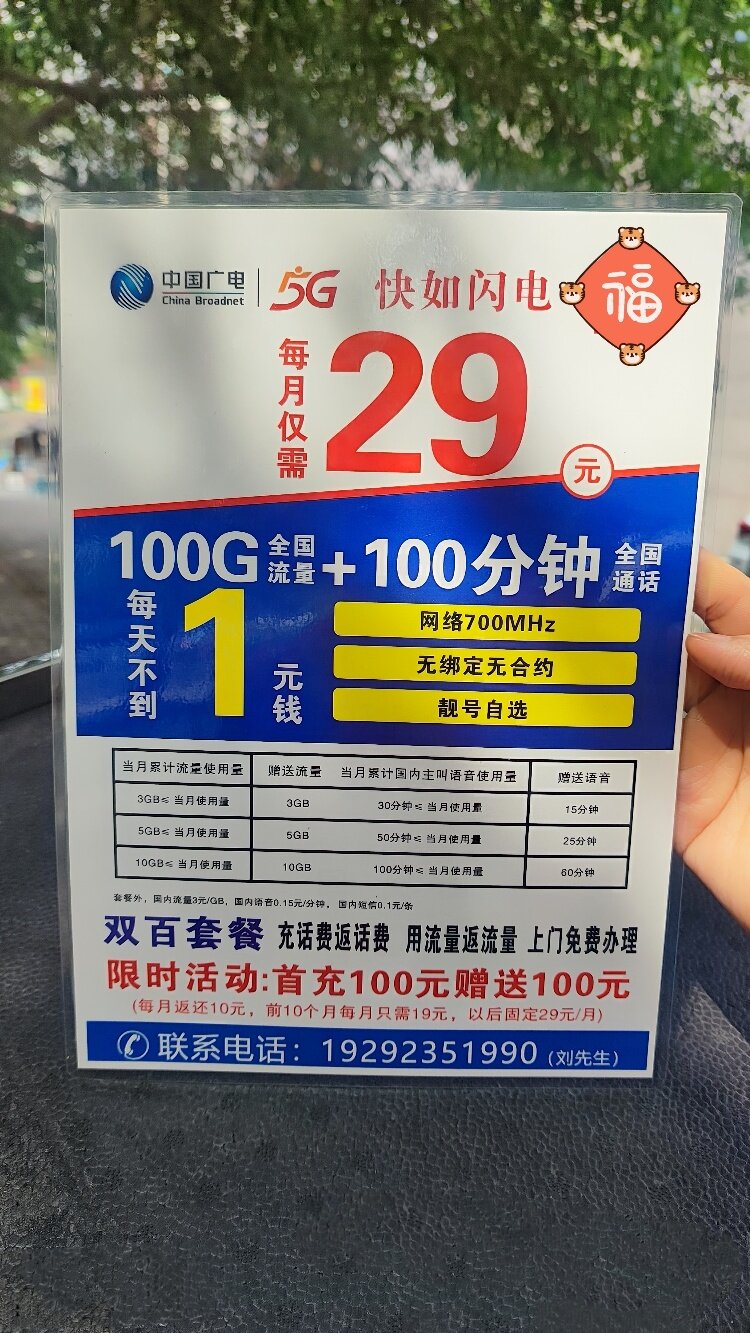 中国广电
China Broadnet
5G
快如闪电
福
每月仅需
29
元
100G全国流量+100分钟全国通话
每天不到
1
元钱
网络700MHz
无绑定无合约
靓号自选
当月累计流量使用量 赠送流量 当月累计国内主叫语音使用量 赠送语音
3GB≤当月使用量 3GB 30分钟≤当月使用量 15分钟
5GB≤当月使用量 5GB 50分钟≤当月使用量 25分钟
10GB≤当月使用量 10GB 100分钟≤当月使用量 60分钟
套餐外，国内流量3元/GB，国内语音0.15元/分钟，国内短信0.1元/条
双百套餐 充话费返话费 用流量返流量 上门免费办理
限时活动:首充100元赠送100元
(每月返还10元，前10个月每月只需19元，以后固定29元/月)
联系电话：19292351990 (刘先生)